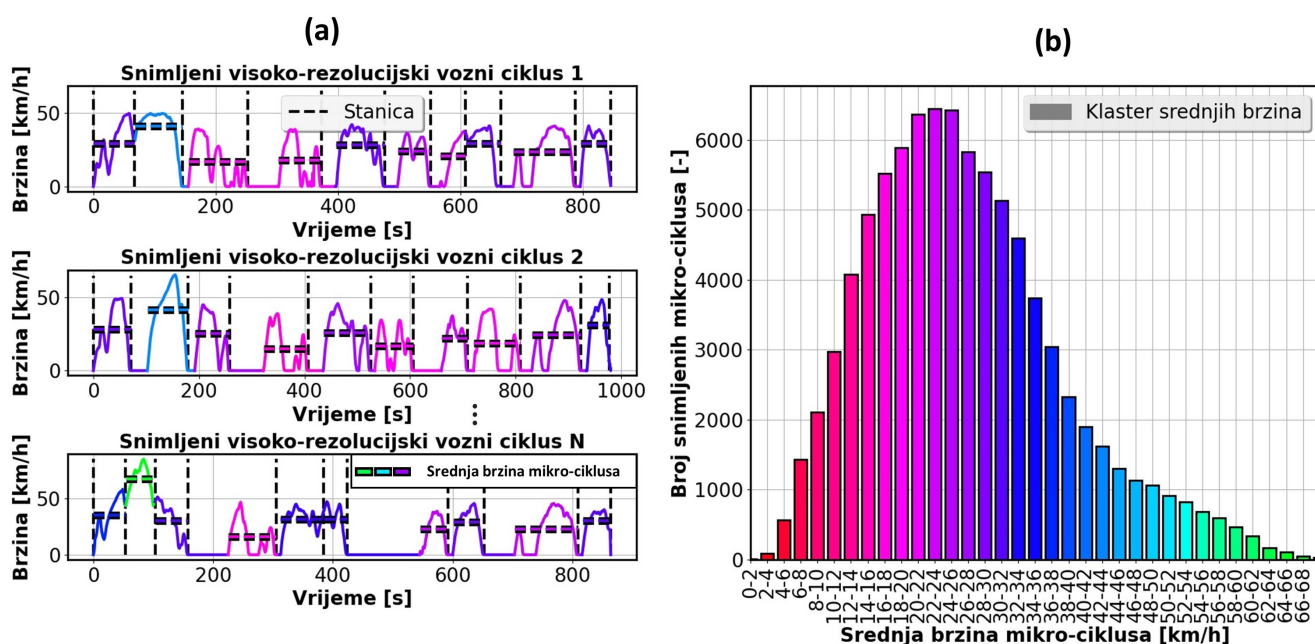 (a)
Snimljeni visoko-rezolucijski vozni ciklus 1
Brzina [km/h]
50
0
Stanica
0 200 400 600 800
Vrijeme [s]
Snimljeni visoko-rezolucijski vozni ciklus 2
Brzina [km/h]
50
0
0 200 400 600 800 1000
Vrijeme [s]
Snimljeni visoko-rezolucijski vozni ciklus N
Brzina [km/h]
50
0
Srednja brzina mikro-ciklusa
0 200 400 600 800
Vrijeme [s]
(b)
Klaster srednjih brzina
Broj snimljenih mikro-ciklusa [-]
6000
5000
4000
3000
2000
1000
0
0-2
2-4
4-6
6-8
8-10
10-12
12-14
14-16
16-18
18-20
20-22
22-24
24-26
26-28
28-30
30-32
32-34
34-36
36-38
38-40
40-42
42-44
44-46
46-48
48-50
50-52
52-54
54-56
56-58
58-60
60-62
62-64
64-66
66-68
Srednja brzina mikro-ciklusa [km/h]